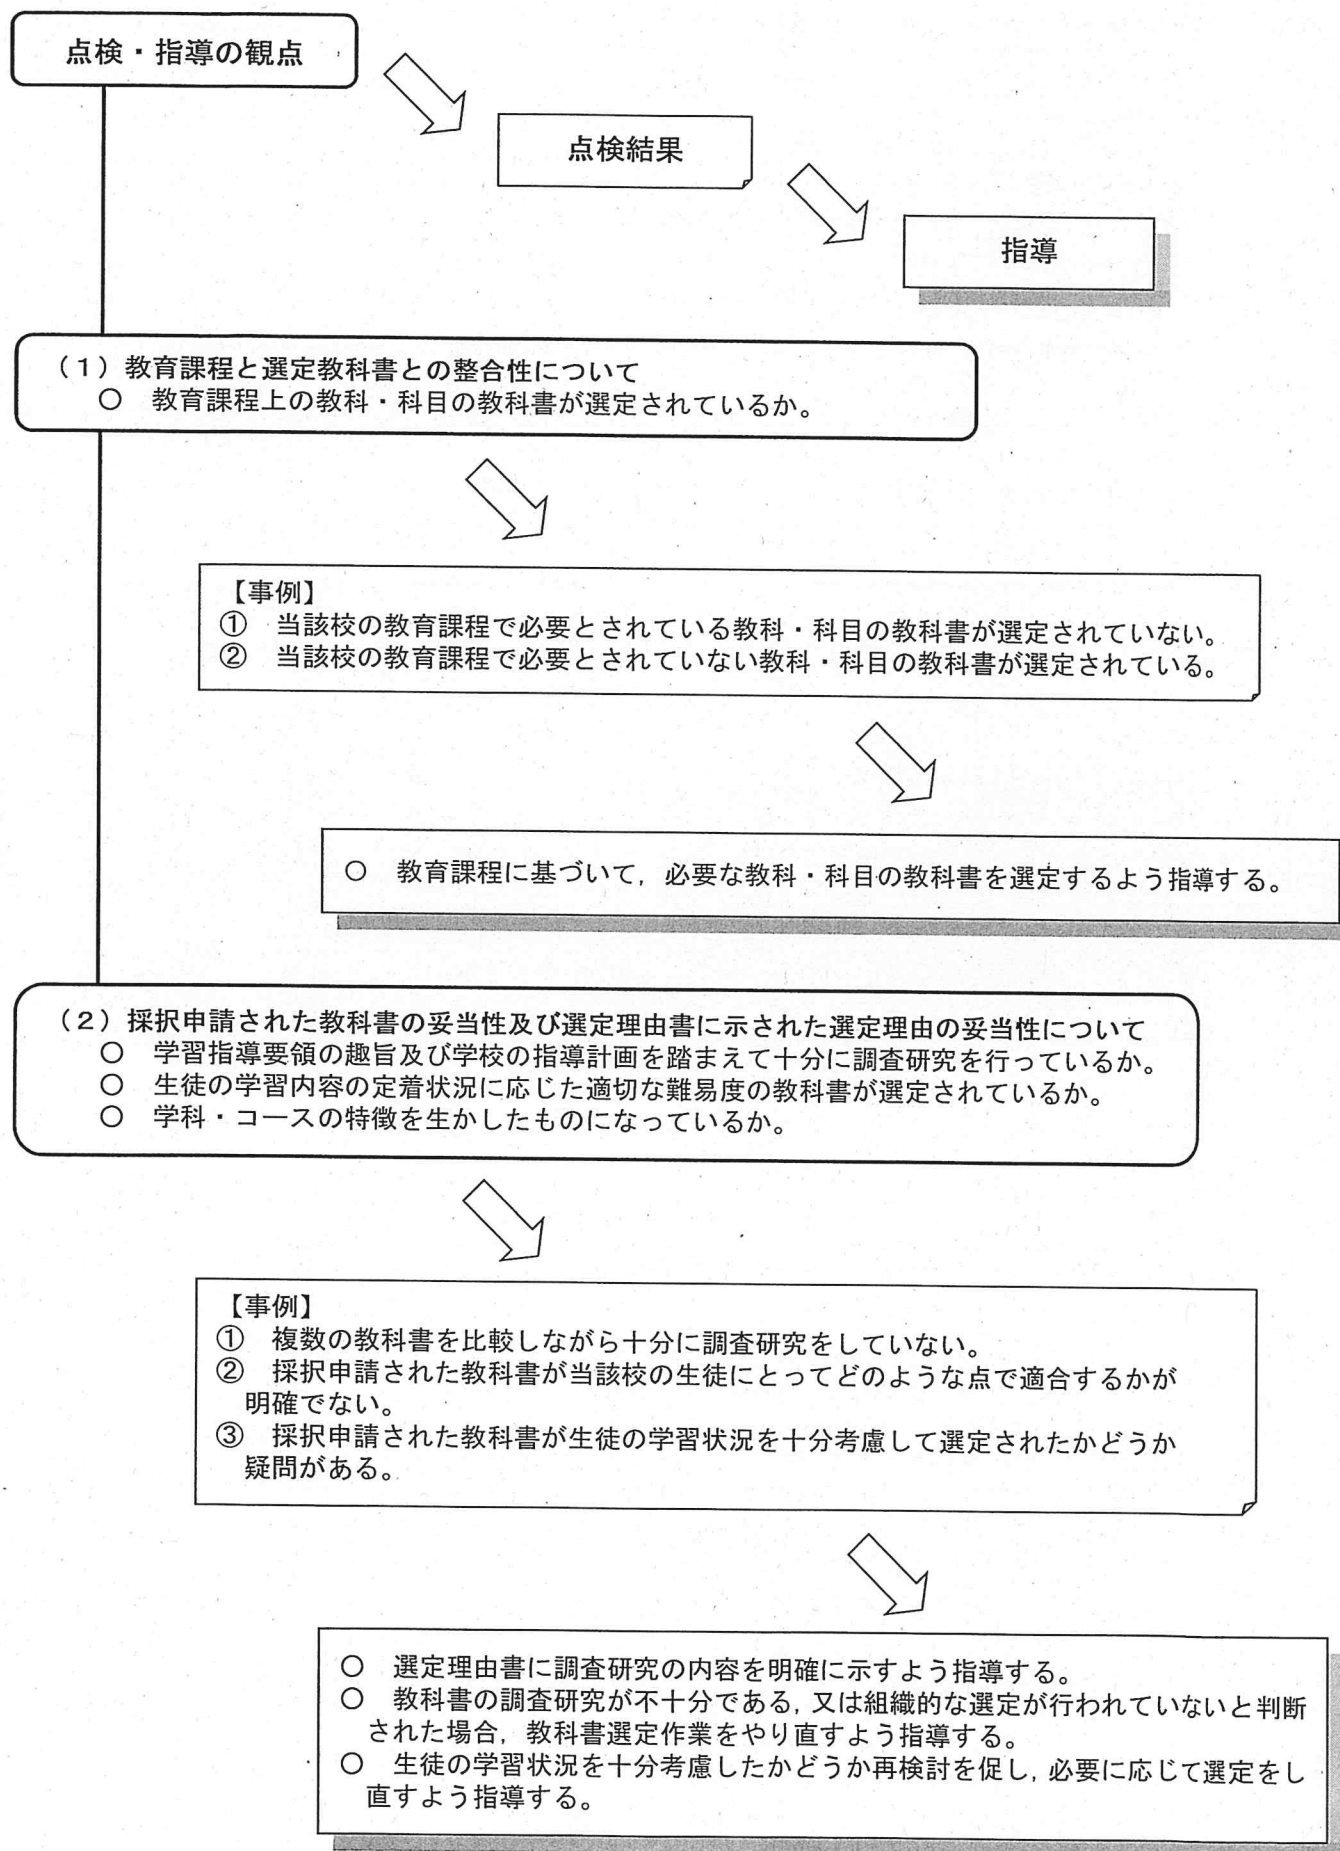 点検・指導の観点
点検結果
指導
(1)教育課程と選定教科書との整合性について
○ 教育課程上の教科・科目の教科書が選定されているか。
【事例】
① 当該校の教育課程で必要とされている教科・科目の教科書が選定されていない。
② 当該校の教育課程で必要とされていない教科・科目の教科書が選定されている。
○ 教育課程に基づいて,必要な教科・科目の教科書を選定するよう指導する。
(2)採択申請された教科書の妥当性及び選定理由書に示された選定理由の妥当性について
○ 学習指導要領の趣旨及び学校の指導計画を踏まえて十分に調査研究を行っているか。
○ 生徒の学習内容の定着状況に応じた適切な難易度の教科書が選定されているか。
○ 学科・コースの特徴を生かしたものになっているか。
【事例】
① 複数の教科書を比較しながら十分に調査研究をしていない。
② 採択申請された教科書が当該校の生徒にとってどのような点で適合するかが
明確でない。
③ 採択申請された教科書が生徒の学習状況を十分考慮して選定されたかどうか
疑問がある。
○ 選定理由書に調査研究の内容を明確に示すよう指導する。
○ 教科書の調査研究が不十分である,又は組織的な選定が行われていないと判断
された場合,教科書選定作業をやり直すよう指導する。
○ 生徒の学習状況を十分考慮したかどうか再検討を促し,必要に応じて選定をし
直すよう指導する。